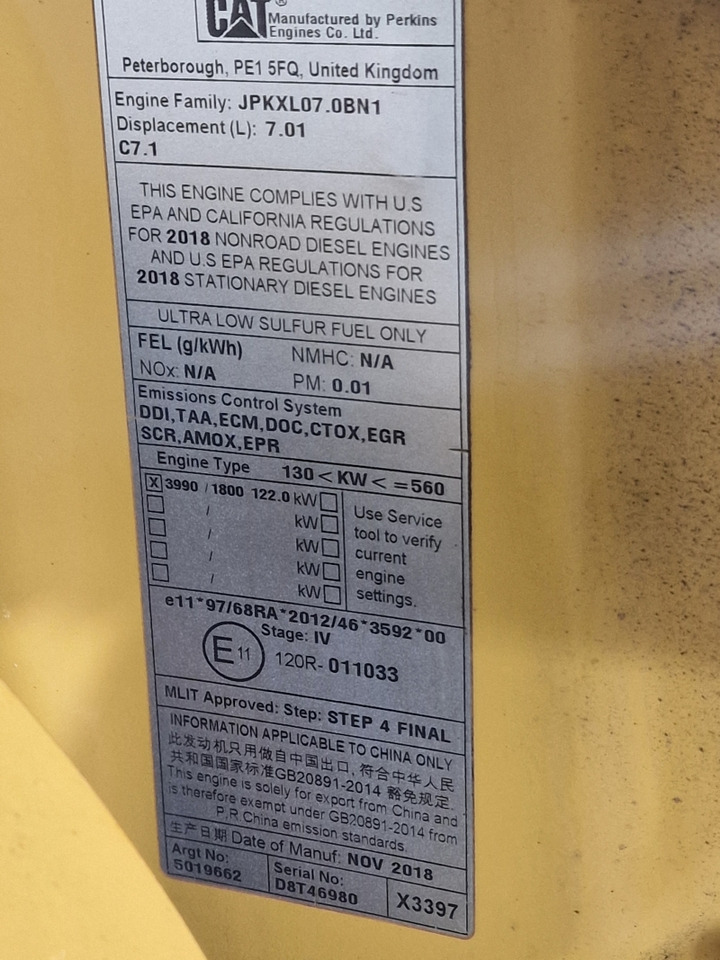 CAT ®
Manufactured by Perkins
Engines Co. Ltd.
Peterborough, PE1 5FQ, United Kingdom
Engine Family: JPKXL07.0BN1
Displacement (L): 7.01
C7.1
THIS ENGINE COMPLIES WITH U.S
EPA AND CALIFORNIA REGULATIONS
FOR 2018 NONROAD DIESEL ENGINES
AND U.S EPA REGULATIONS FOR
2018 STATIONARY DIESEL ENGINES
ULTRA LOW SULFUR FUEL ONLY
FEL (g/kWh) NMHC: N/A
NOx: N/A PM: 0.01
Emissions Control System
DDI,TAA,ECM,DOC,CTOX,EGR
SCR,AMOX,EPR
Engine Type 130 < KW < =560
X 3990 / 1800 122.0 kW
/ kW
/ kW
/ kW
/ kW
Use Service
tool to verify
current
engine
settings.
e11*97/68RA*2012/46*3592*00
Stage: IV
E 11 120R- 011033
MLIT Approved: Step: STEP 4 FINAL
INFORMATION APPLICABLE TO CHINA ONLY
此发动机只用做自中国出口, 符合中华人民
共和国国家标准GB20891-2014 豁免规定.
This engine is solely for export from China and
is therefore exempt under GB20891-2014 from
P.R.China emission standards.
生产日期 Date of Manuf: NOV 2018
Argt No:
5019662
Serial No:
D8T46980
X3397